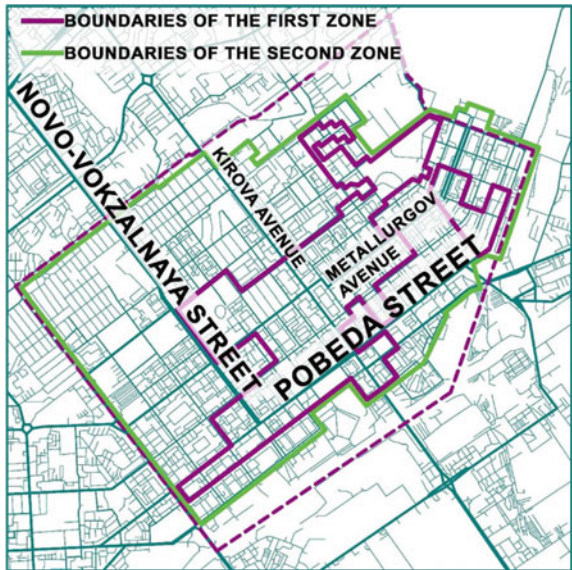 BOUNDARIES OF THE FIRST ZONE
BOUNDARIES OF THE SECOND ZONE
NOVO-VOKZALNAYA STREET
KIROVA AVENUE
METALLURGOV
AVENUE
POBEDA STREET